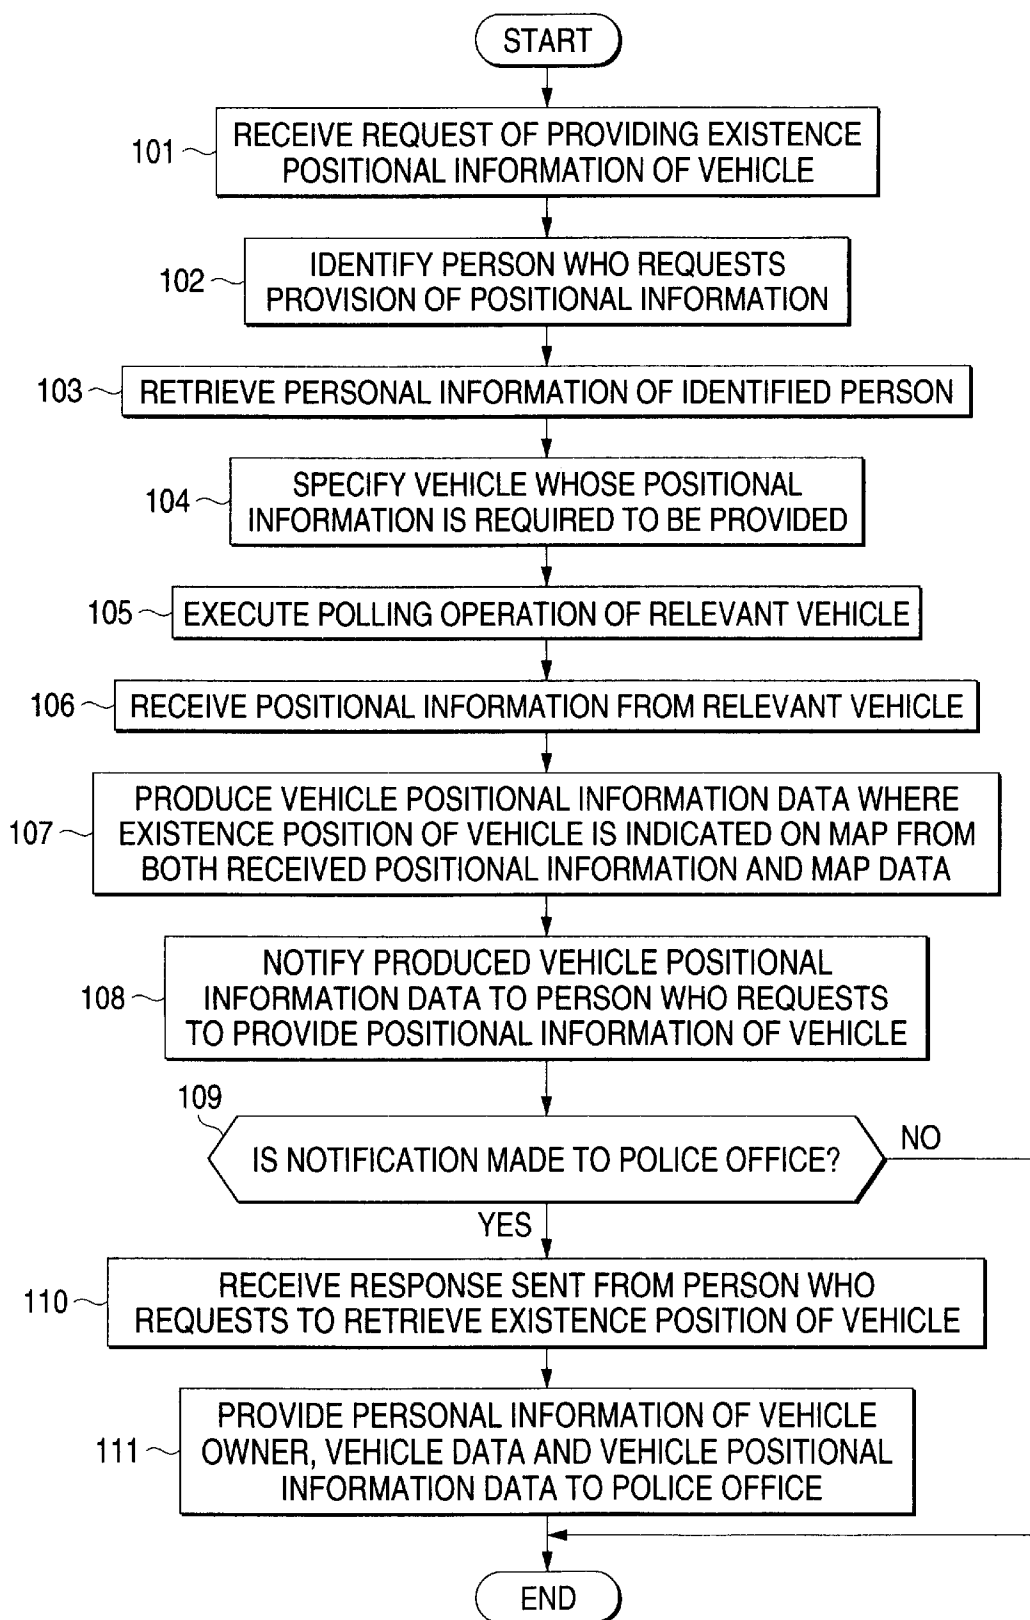 START
101
RECEIVE REQUEST OF PROVIDING EXISTENCE
POSITIONAL INFORMATION OF VEHICLE
102
IDENTIFY PERSON WHO REQUESTS
PROVISION OF POSITIONAL INFORMATION
103
RETRIEVE PERSONAL INFORMATION OF IDENTIFIED PERSON
104
SPECIFY VEHICLE WHOSE POSITIONAL
INFORMATION IS REQUIRED TO BE PROVIDED
105
EXECUTE POLLING OPERATION OF RELEVANT VEHICLE
106
RECEIVE POSITIONAL INFORMATION FROM RELEVANT VEHICLE
107
PRODUCE VEHICLE POSITIONAL INFORMATION DATA WHERE
EXISTENCE POSITION OF VEHICLE IS INDICATED ON MAP FROM
BOTH RECEIVED POSITIONAL INFORMATION AND MAP DATA
108
NOTIFY PRODUCED VEHICLE POSITIONAL
INFORMATION DATA TO PERSON WHO REQUESTS
TO PROVIDE POSITIONAL INFORMATION OF VEHICLE
109
IS NOTIFICATION MADE TO POLICE OFFICE?
NO
YES
110
RECEIVE RESPONSE SENT FROM PERSON WHO
REQUESTS TO RETRIEVE EXISTENCE POSITION OF VEHICLE
111
PROVIDE PERSONAL INFORMATION OF VEHICLE
OWNER, VEHICLE DATA AND VEHICLE POSITIONAL
INFORMATION DATA TO POLICE OFFICE
END